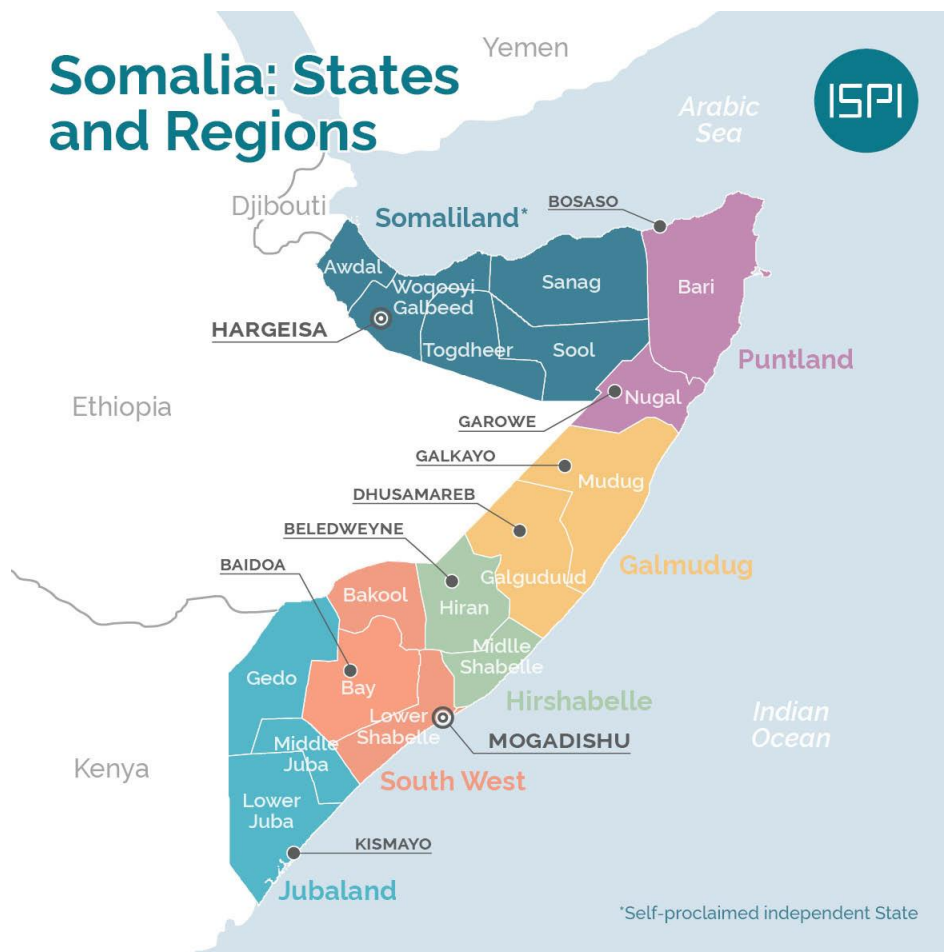 Yemen
Somalia: States
and Regions
ISPI
Arabic
Sea
Djibouti
BOSASO
Somaliland*
Awdal
Woqooyi
Galbeed
Sanag
Bari
HARGEISA
Togdheer
Sool
Puntland
Ethiopia
Nugal
GAROWE
GALKAYO
Mudug
DHUSAMAREB
BELEDWEYNE
BAIDOA
Galmudug
Galguduud
Bakool
Hiran
Midlle
Shabelle
Gedo
Bay
Hirshabelle
Lower
Shabelle
Indian
Ocean
MOGADISHU
Middle
Juba
Kenya
South West
Lower
Juba
KISMAYO
Jubaland
*Self-proclaimed independent State